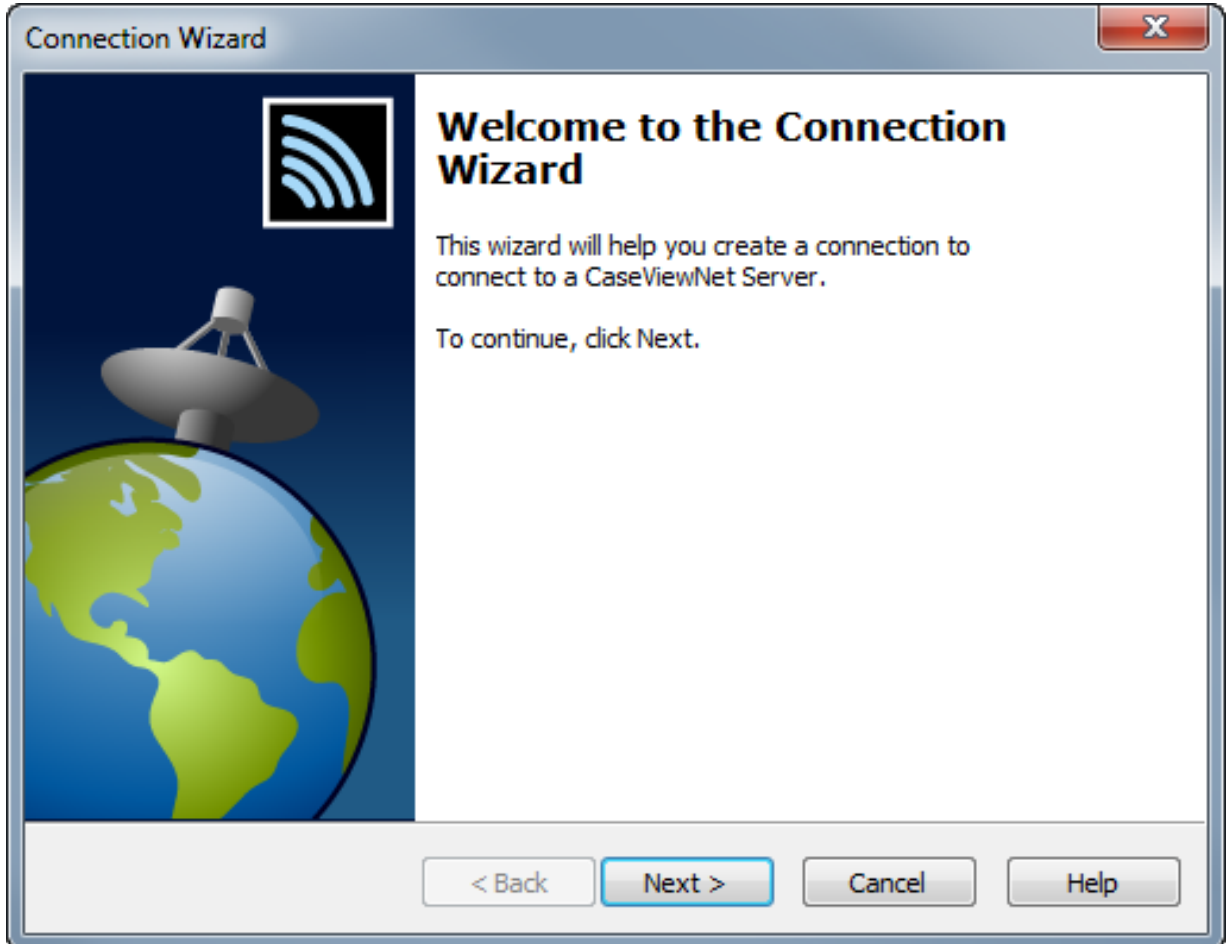 Connection Wizard
Welcome to the Connection
Wizard
This wizard will help you create a connection to
connect to a CaseViewNet Server.
To continue, click Next.
< Back
Next >
Cancel
Help